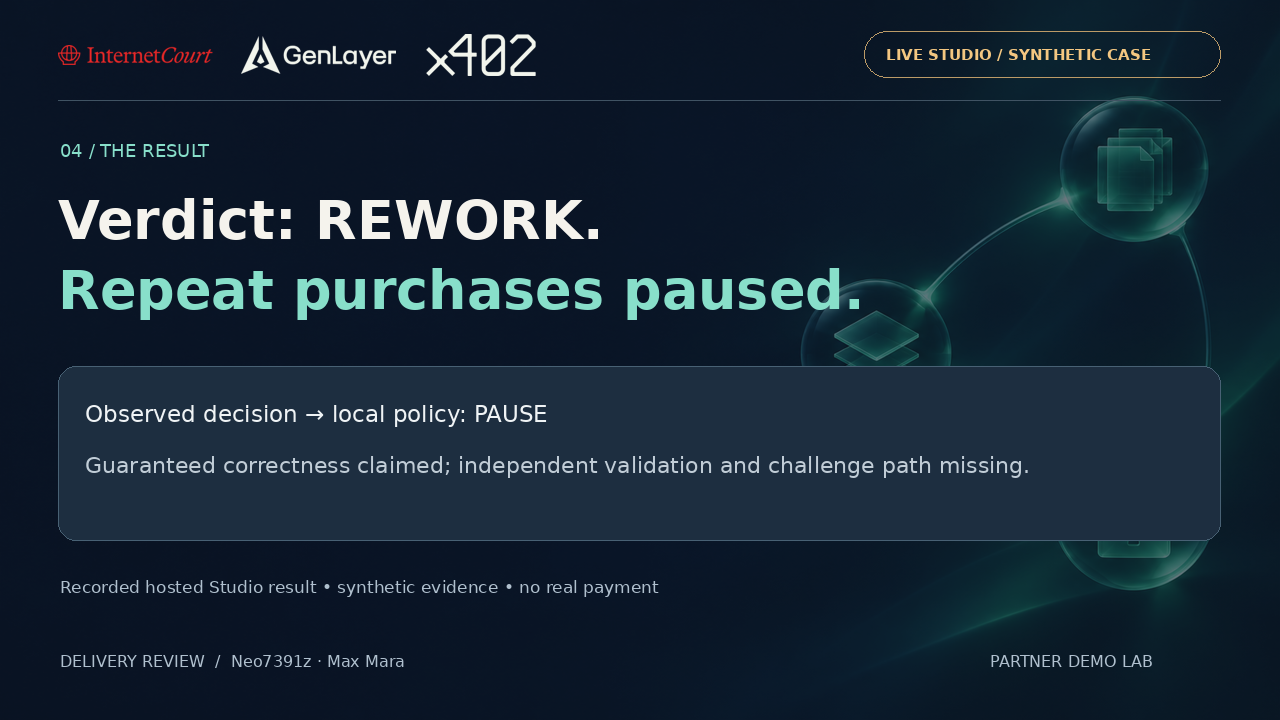 InternetCourt
GenLayer
x402
LIVE STUDIO / SYNTHETIC CASE
04 / THE RESULT
Verdict: REWORK.
Repeat purchases paused.
Observed decision → local policy: PAUSE
Guaranteed correctness claimed; independent validation and challenge path missing.
Recorded hosted Studio result • synthetic evidence • no real payment
DELIVERY REVIEW / Neo7391z · Max Mara
PARTNER DEMO LAB